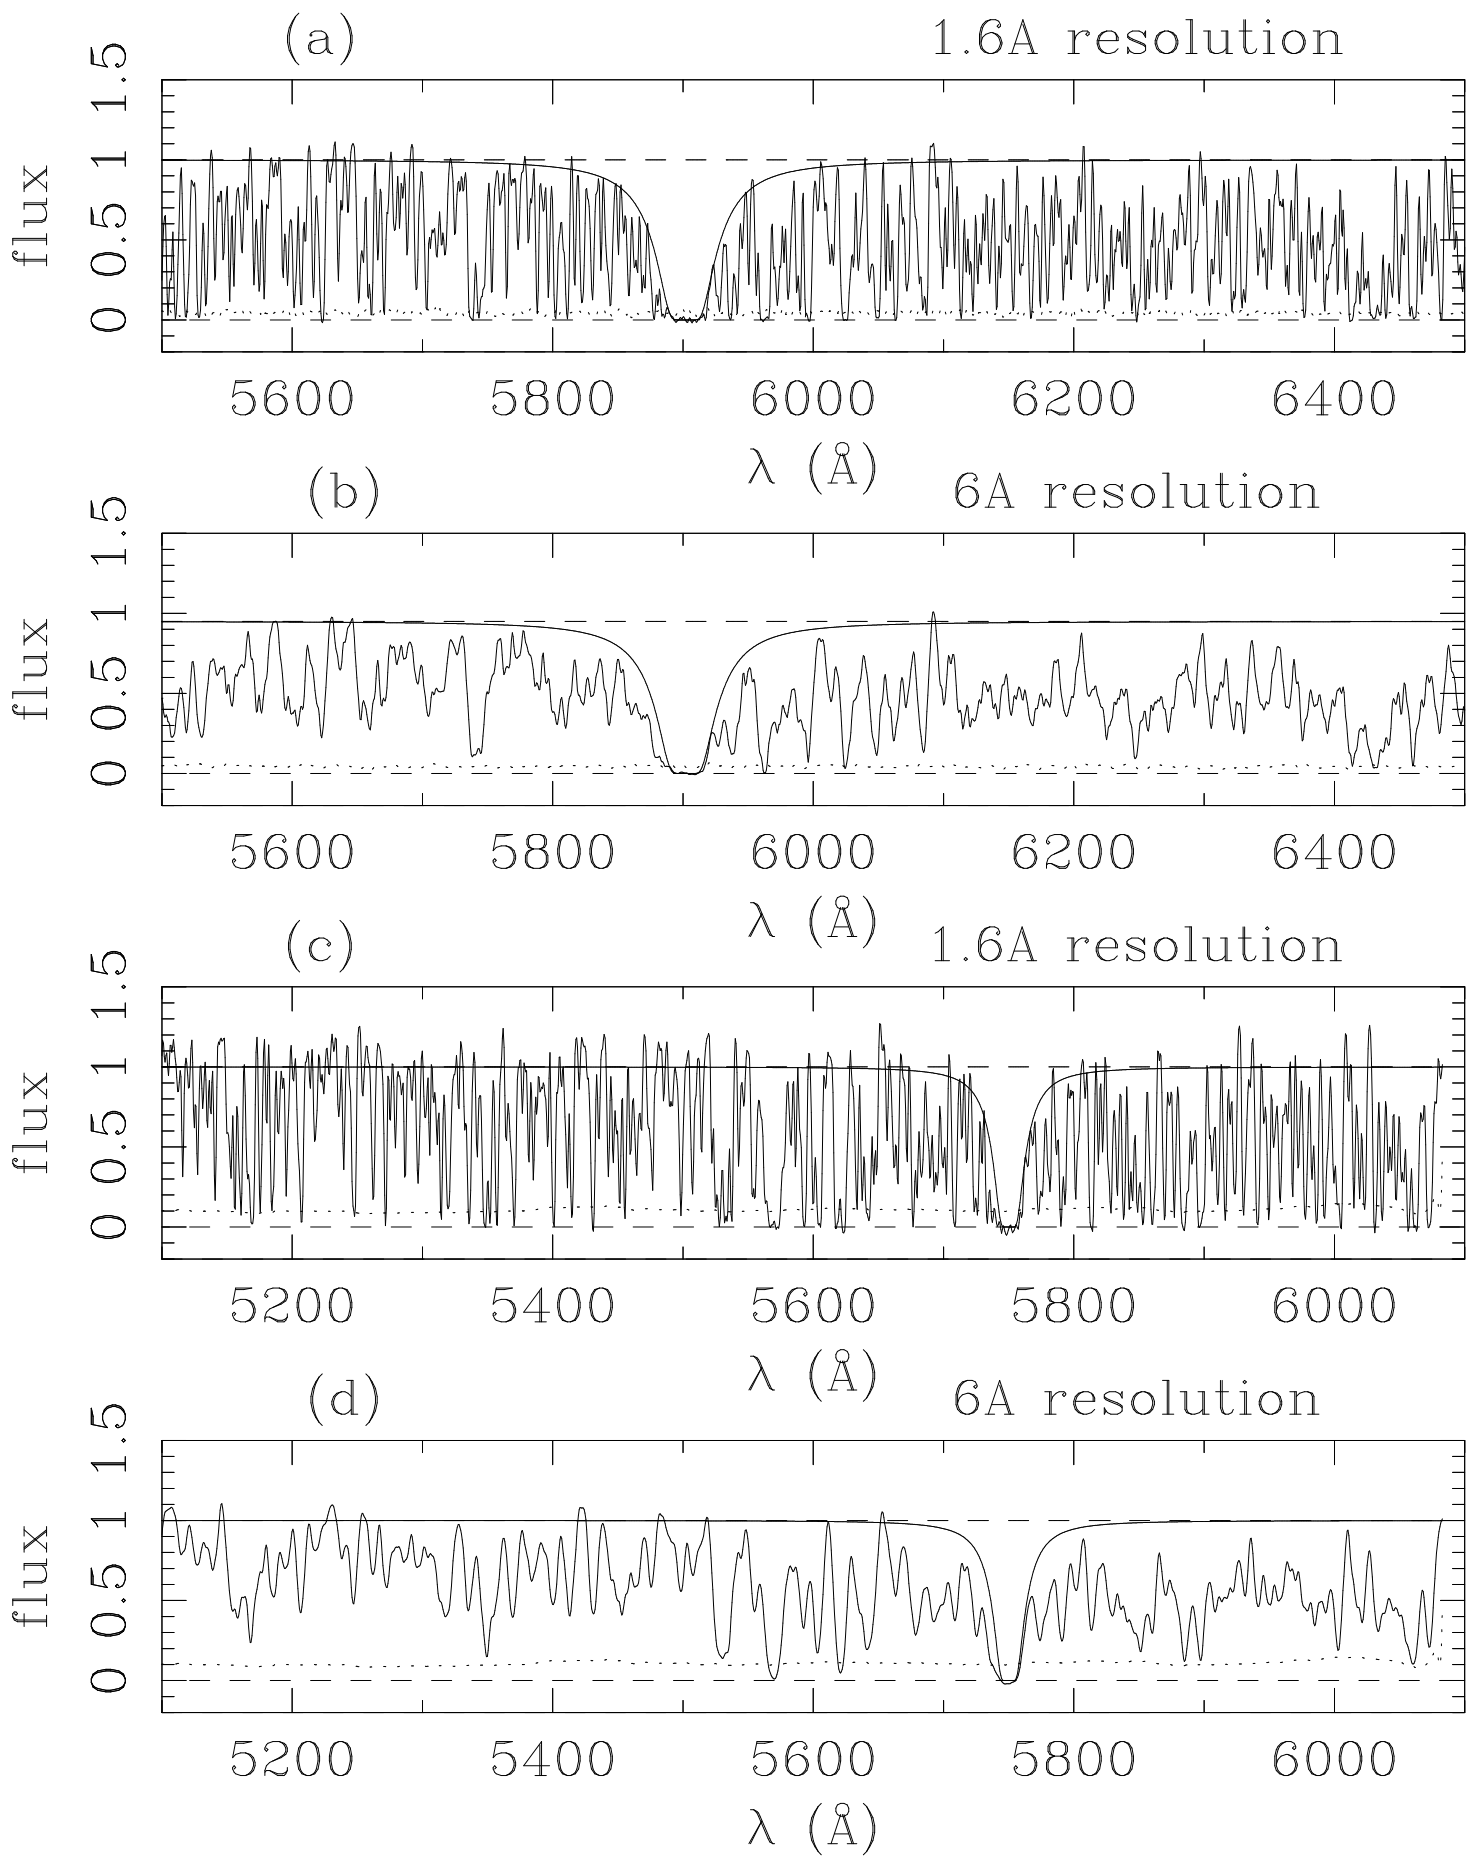 (a) 1.6A resolution
flux
0 0.5 1 1.5
5600 5800 6000 6200 6400
λ (Å)
(b) 6A resolution
flux
0 0.5 1 1.5
5600 5800 6000 6200 6400
λ (Å)
(c) 1.6A resolution
flux
0 0.5 1 1.5
5200 5400 5600 5800 6000
λ (Å)
(d) 6A resolution
flux
0 0.5 1 1.5
5200 5400 5600 5800 6000
λ (Å)